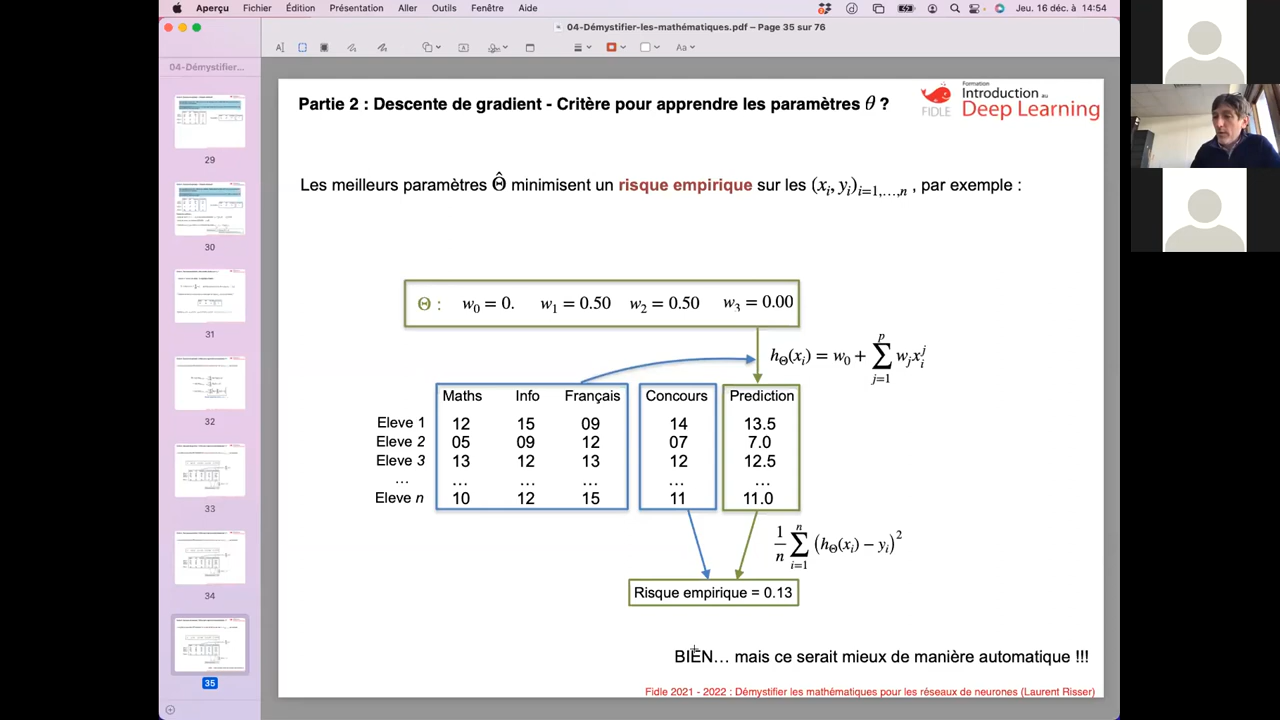 Aperçu Fichier Édition Présentation Aller Outils Fenêtre Aide Jeu. 16 déc. à 14:54
04-Démystifier-les-mathématiques.pdf – Page 35 sur 76
04-Démystifier...
29
30
31
32
33
34
35
Partie 2 : Descente de gradient - Critère pour apprendre les paramètres θ ?
FIDLE
Formation
Introduction au
Deep Learning
Les meilleurs paramètres Θ̂ minimisent un risque empirique sur les (xᵢ, yᵢ)ᵢ₌₁,...,ₙ , par exemple :
Θ : w₀ = 0. w₁ = 0.50 w₂ = 0.50 w₃ = 0.00
h_Θ(xᵢ) = w₀ + ∑_{j=1}^{p} wⱼxᵢʲ
Maths Info Français Concours Prediction
Eleve 1 12 15 09 14 13.5
Eleve 2 05 09 12 07 7.0
Eleve 3 13 12 13 12 12.5
... ... ... ... ... ...
Eleve n 10 12 15 11 11.0
1/n ∑_{i=1}^{n} (h_Θ(xᵢ) − yᵢ)²
Risque empirique = 0.13
BIEN... mais ce serait mieux de manière automatique !!!
Fidle 2021 - 2022 : Démystifier les mathématiques pour les réseaux de neurones (Laurent Risser)